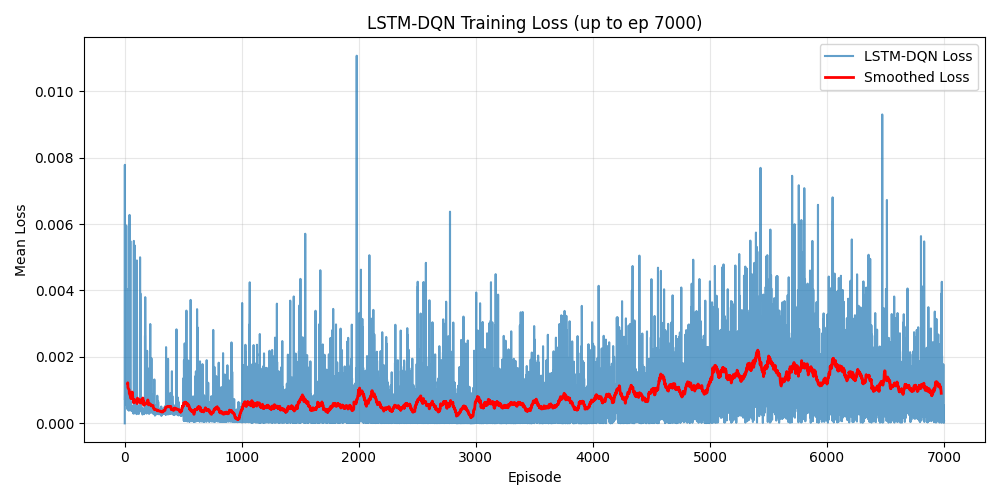 LSTM-DQN Training Loss (up to ep 7000)
LSTM-DQN Loss
Smoothed Loss
Mean Loss
0.010
0.008
0.006
0.004
0.002
0.000
0 1000 2000 3000 4000 5000 6000 7000
Episode